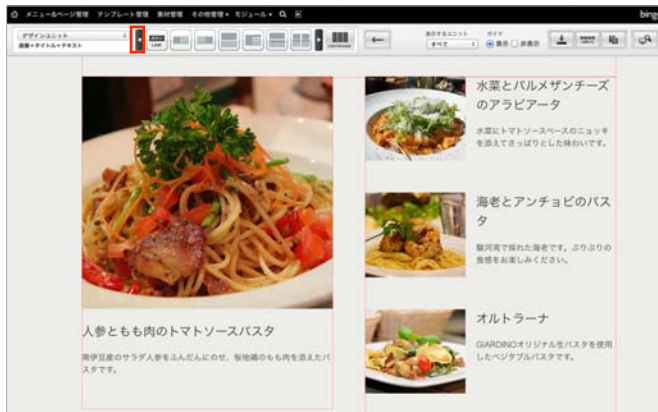 メニュー&ページ管理 テンプレート管理 素材管理 その他管理 モジュール
デザインユニット
画像+タイトル+テキスト
LINK
表示するユニット
すべて
ガイド
表示 非表示
水菜とパルメザンチーズ
のアラビアータ
水菜にトマトソースベースのニョッキ
を添えてさっぱりとした味わいです。
海老とアンチョビのパス
タ
駿河湾で採れた海老です。ぷりぷりの
食感をお楽しみください。
人参ともも肉のトマトソースパスタ
南伊豆産のサラダ人参をふんだんにのせ、桜地鶏のもも肉を添えたパ
スタです。
オルトラーナ
GIARDINOオリジナル生パスタを使用
したベジタブルパスタです。